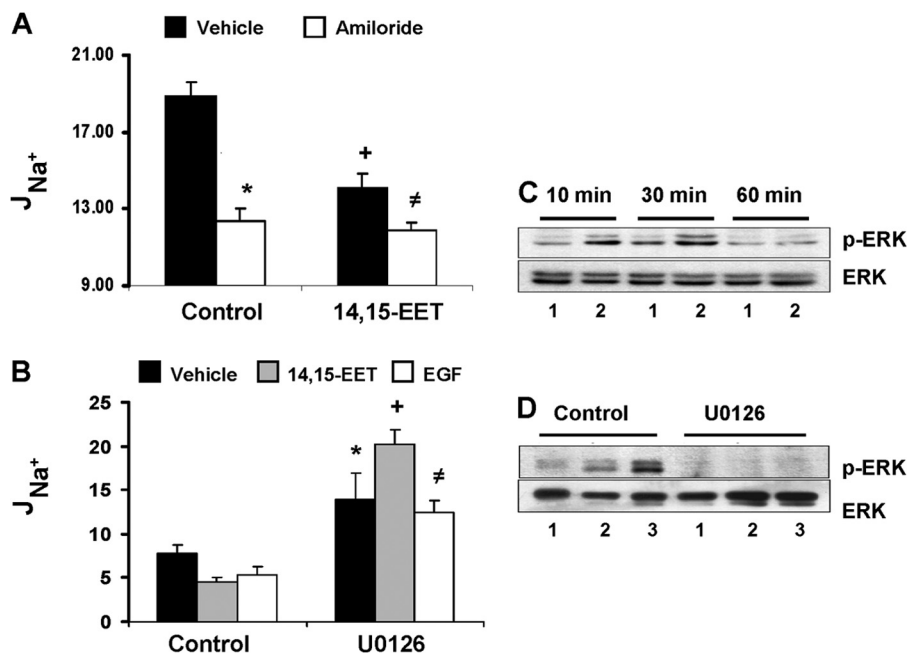 A
Vehicle Amiloride
21.00
17.00
13.00
9.00
JNa+
*
+
≠
Control 14,15-EET
B
Vehicle 14,15-EET EGF
25
20
15
10
5
0
JNa+
*
+
≠
Control U0126
C
10 min 30 min 60 min
p-ERK
ERK
1 2 1 2 1 2
D
Control U0126
p-ERK
ERK
1 2 3 1 2 3